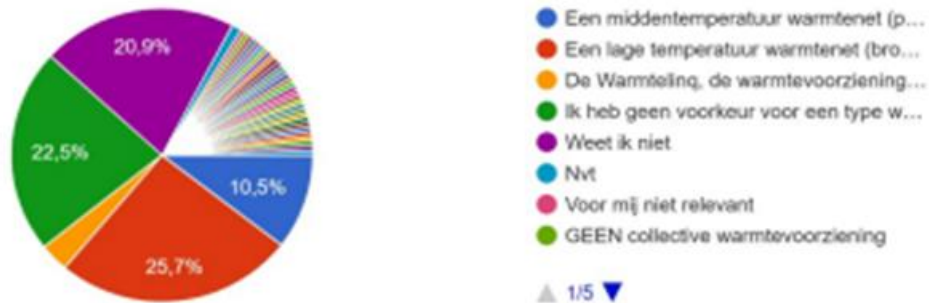 20,9%
22,5%
10,5%
25,7%
Een middentemperatuur warmtenet (p...
Een lage temperatuur warmtenet (bro...
De Warmtelinq, de warmtevoorziening...
Ik heb geen voorkeur voor een type w...
Weet ik niet
Nvt
Voor mij niet relevant
GEEN collective warmtevoorziening
1/5